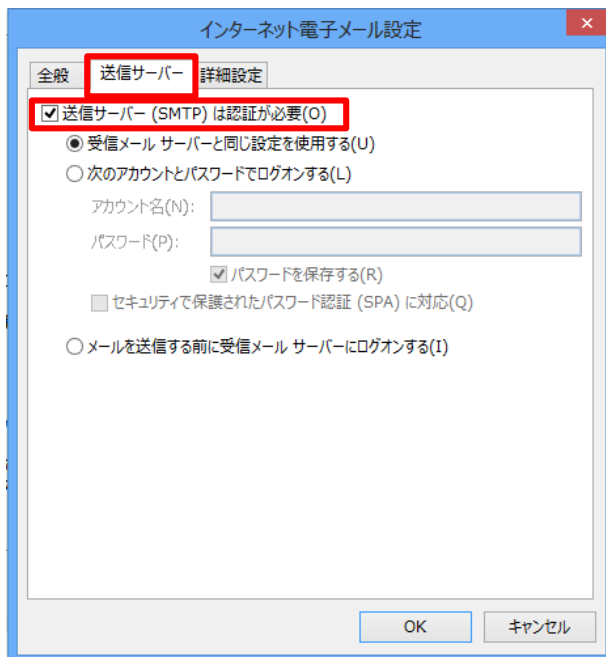 インターネット電子メール設定
全般 送信サーバー 詳細設定
送信サーバー (SMTP) は認証が必要(O)
受信メール サーバーと同じ設定を使用する(U)
次のアカウントとパスワードでログオンする(L)
アカウント名(N):
パスワード(P):
パスワードを保存する(R)
セキュリティで保護されたパスワード認証 (SPA) に対応(Q)
メールを送信する前に受信メール サーバーにログオンする(I)
OK キャンセル